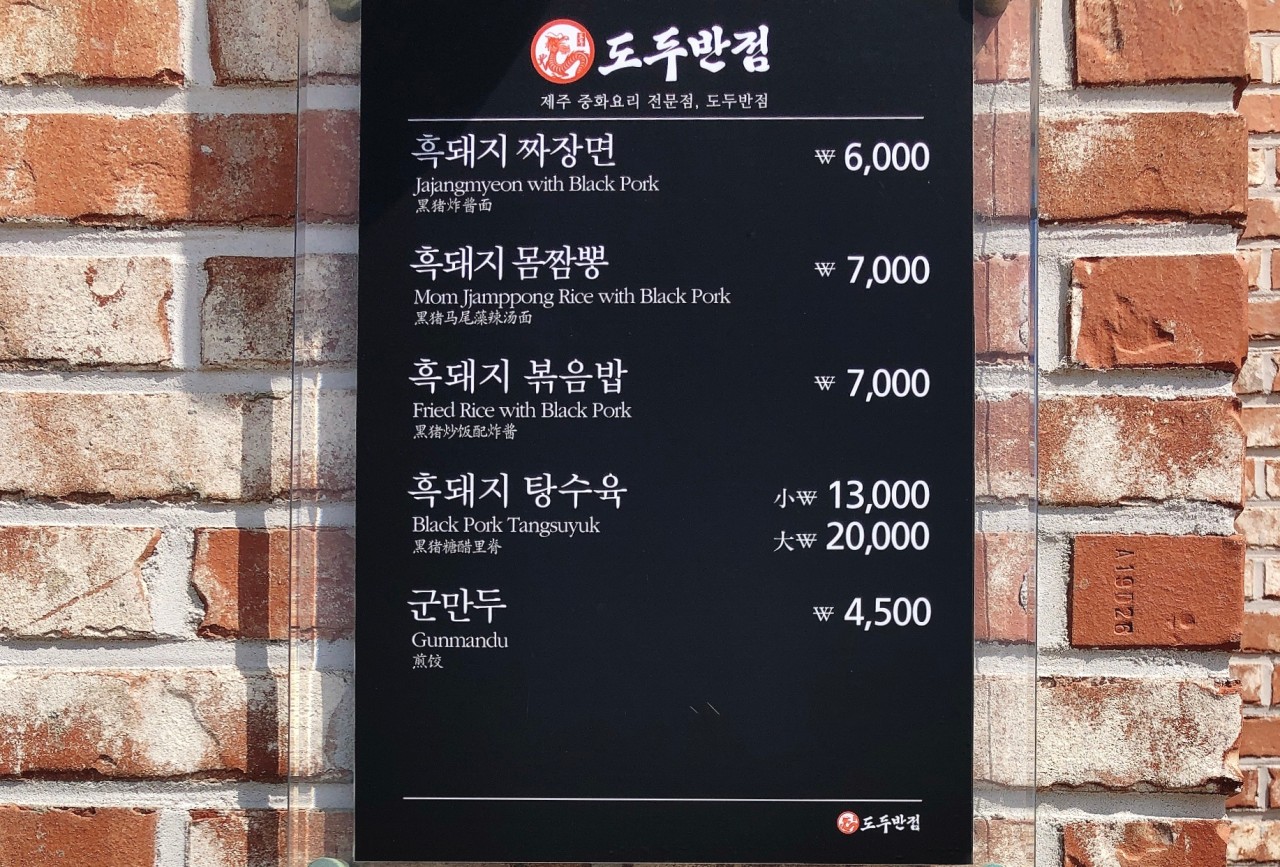 도두반점
제주 중화요리 전문점, 도두반점
흑돼지 짜장면 ₩ 6,000
Jajangmyeon with Black Pork
黑猪炸酱面
흑돼지 몸짬뽕 ₩ 7,000
Mom Jjamppong Rice with Black Pork
黑猪马尾藻辣汤面
흑돼지 볶음밥 ₩ 7,000
Fried Rice with Black Pork
黑猪炒饭配炸酱
흑돼지 탕수육 小₩ 13,000
Black Pork Tangsuyuk 大₩ 20,000
黑猪糖醋里脊
군만두 ₩ 4,500
Gunmandu
煎饺
도두반점